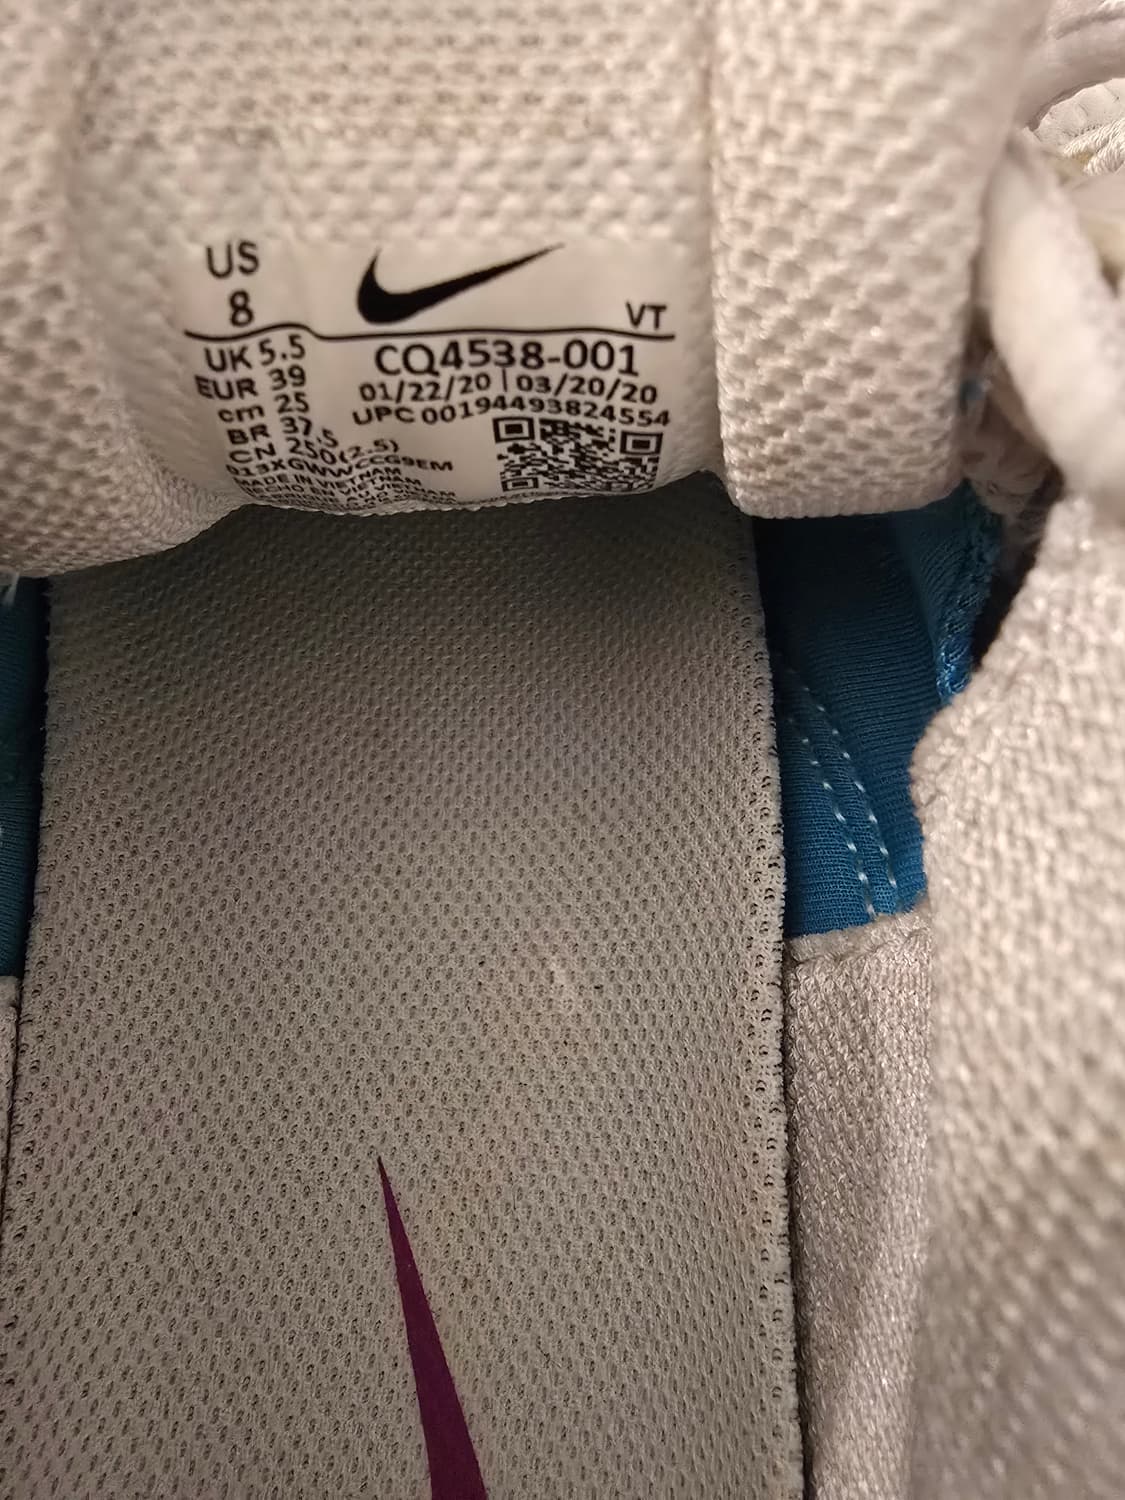 US
8
VT
UK 5.5
EUR 39
cm 25
BR 37.5
CN 250(2.5)
CQ4538-001
01/22/20 | 03/20/20
UPC 00194493824554
MADE IN VIETNAM